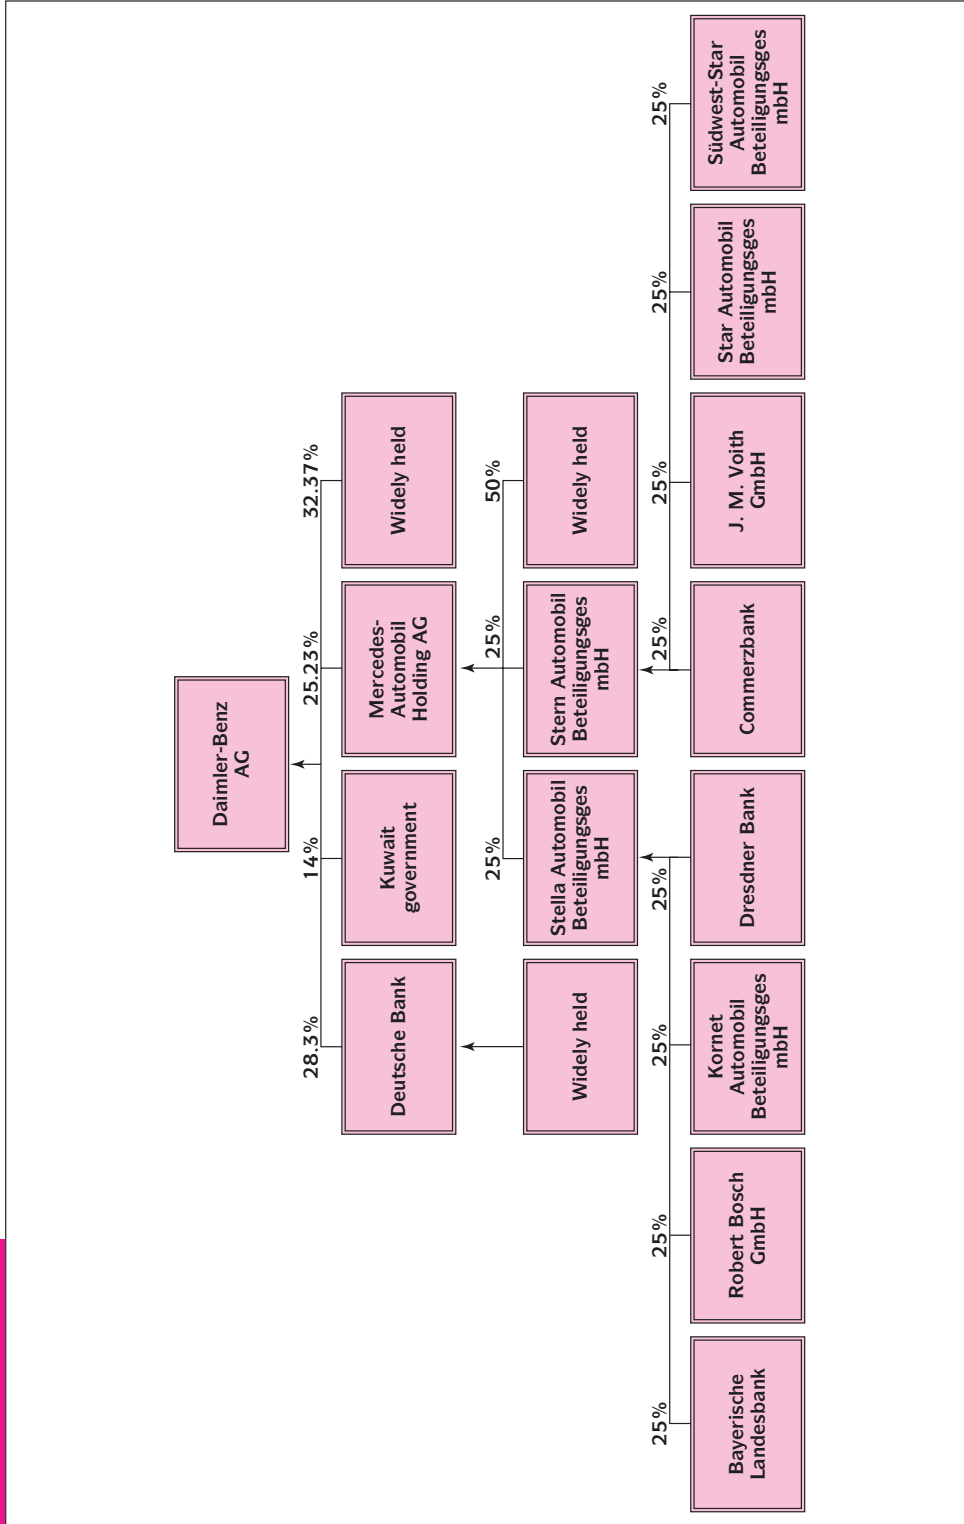 Daimler-Benz
AG
28.3%
14%
25.23%
32.37%
Deutsche Bank
Kuwait
government
Mercedes-
Automobil
Holding AG
Widely held
25%
25%
50%
Widely held
Stella Automobil
Beteiligungsges
mbH
Stern Automobil
Beteiligungsges
mbH
Widely held
25%
25%
25%
25%
25%
25%
25%
25%
Bayerische
Landesbank
Robert Bosch
GmbH
Kornet
Automobil
Beteiligungsges
mbH
Dresdner Bank
Commerzbank
J. M. Voith
GmbH
Star Automobil
Beteiligungsges
mbH
Südwest-Star
Automobil
Beteiligungsges
mbH